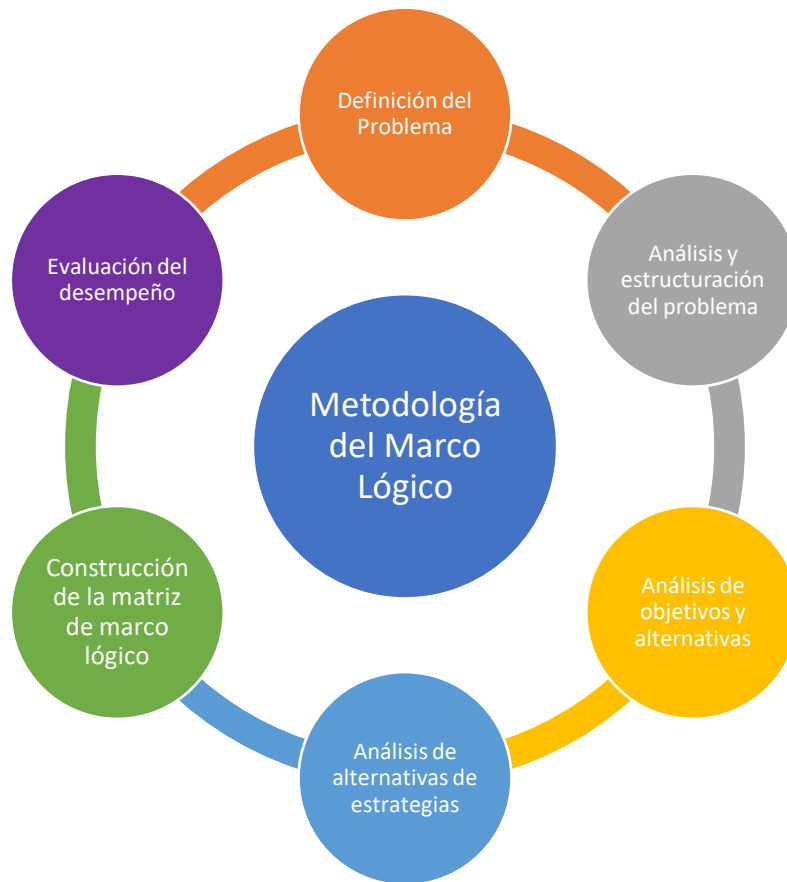 Definición del
Problema
Análisis y
estructuración
del problema
Análisis de
objetivos y
alternativas
Análisis de
alternativas de
estrategias
Construcción
de la matriz
de marco
lógico
Evaluación del
desempeño
Metodología
del Marco
Lógico